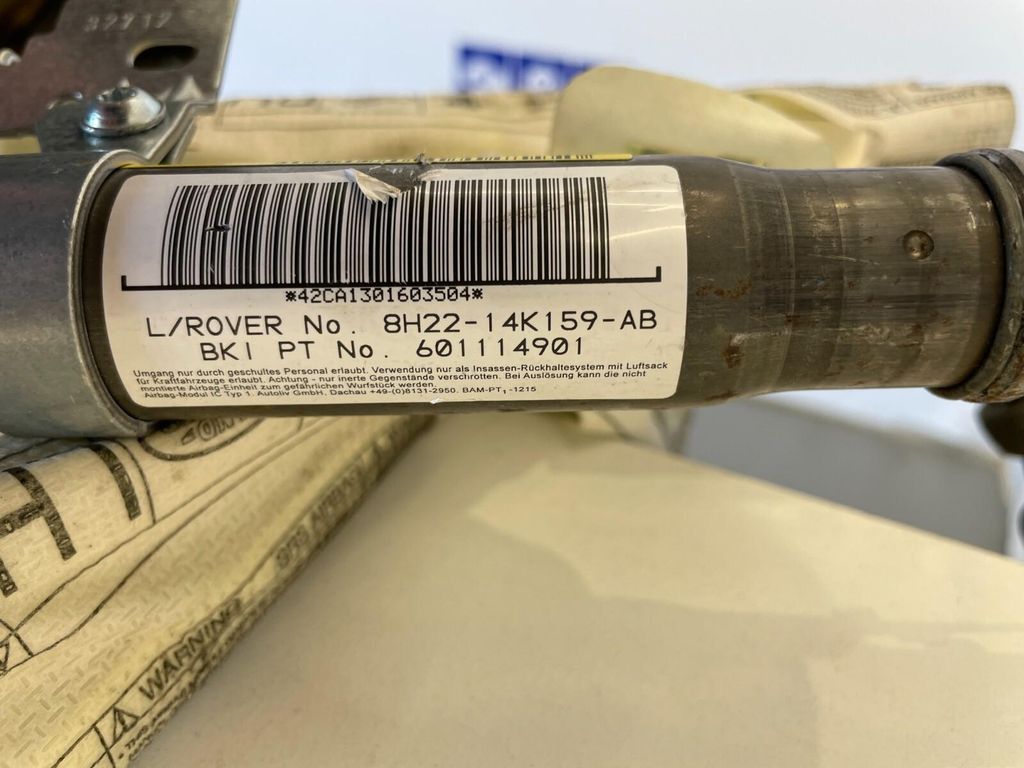 32712
*42CA1301603504*
L/ROVER No. 8H22-14K159-AB
BKI PT No. 601114901
Umgang nur durch geschultes Personal erlaubt. Verwendung nur als Insassen-Rückhaltesystem mit Luftsack
für Kraftfahrzeuge erlaubt. Achtung - nur inerte Gegenstände verschrotten. Bei Auslösung kann die nicht
montierte Airbag-Einheit zum gefährlichen Wurfstück werden.
Airbag-Modul IC Typ 1. Autoliv GmbH, Dachau +49-(0)8131-2950. BAM-PT₁ -1215
WARNING